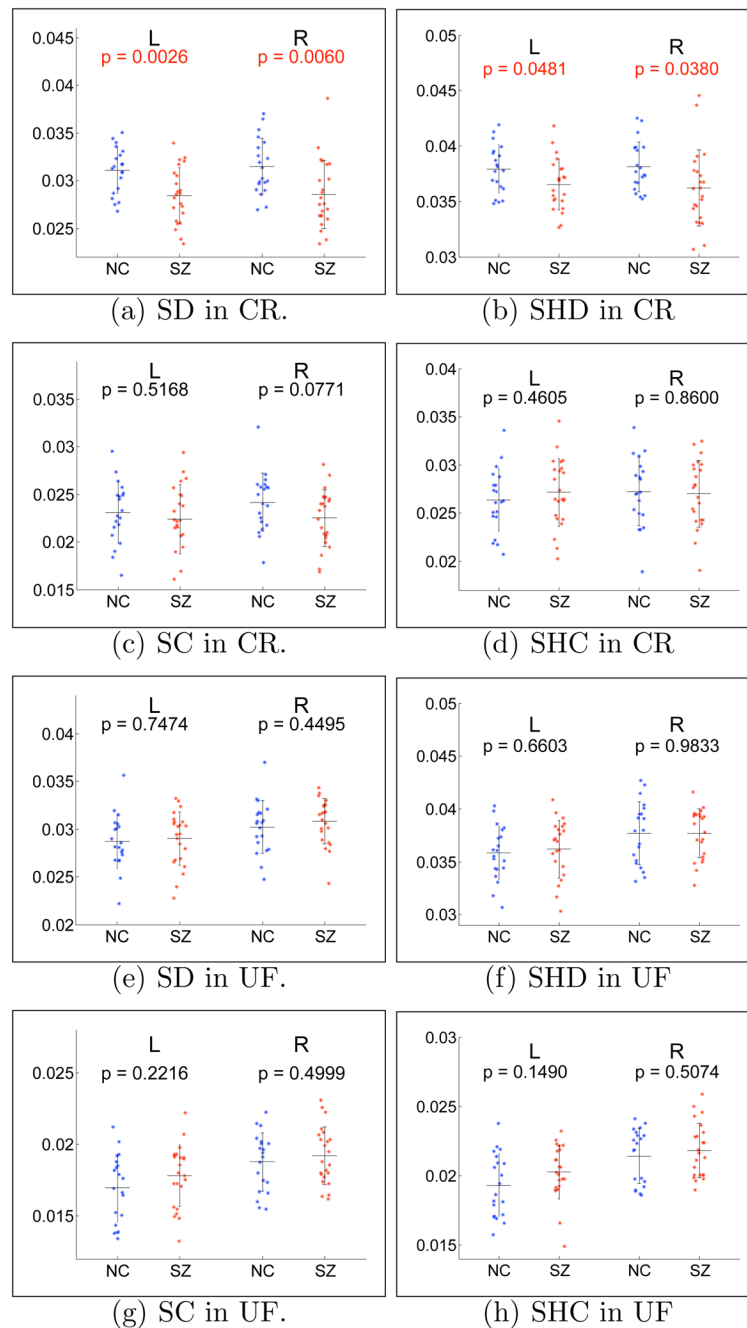 L R
p = 0.0026 p = 0.0060
0.045
0.04
0.035
0.03
0.025
NC SZ NC SZ
(a) SD in CR.
L R
p = 0.0481 p = 0.0380
0.05
0.045
0.04
0.035
0.03
NC SZ NC SZ
(b) SHD in CR
L R
p = 0.5168 p = 0.0771
0.035
0.03
0.025
0.02
0.015
NC SZ NC SZ
(c) SC in CR.
L R
p = 0.4605 p = 0.8600
0.04
0.035
0.03
0.025
0.02
NC SZ NC SZ
(d) SHC in CR
L R
p = 0.7474 p = 0.4495
0.04
0.035
0.03
0.025
0.02
NC SZ NC SZ
(e) SD in UF.
L R
p = 0.6603 p = 0.9833
0.05
0.045
0.04
0.035
0.03
NC SZ NC SZ
(f) SHD in UF
L R
p = 0.2216 p = 0.4999
0.025
0.02
0.015
NC SZ NC SZ
(g) SC in UF.
L R
p = 0.1490 p = 0.5074
0.03
0.025
0.02
0.015
NC SZ NC SZ
(h) SHC in UF